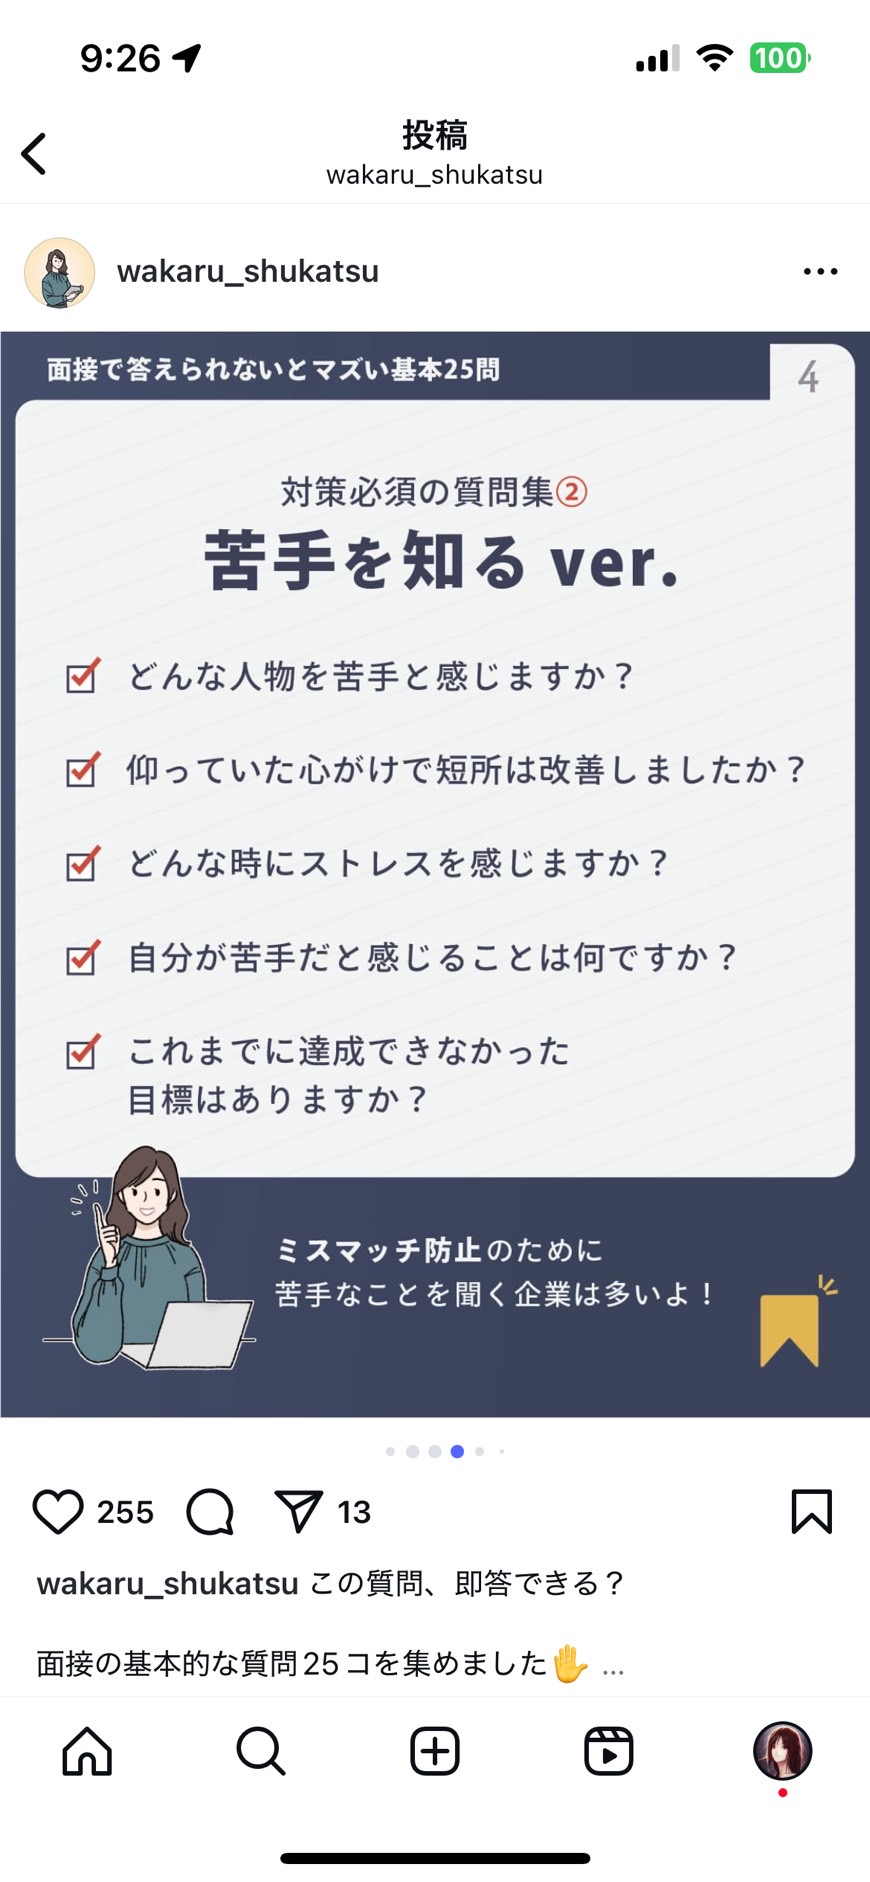 9:26
100
投稿
wakaru_shukatsu
wakaru_shukatsu
面接で答えられないとマズい基本25問
4
対策必須の質問集②
苦手を知る ver.
どんな人物を苦手と感じますか？
仰っていた心がけで短所は改善しましたか？
どんな時にストレスを感じますか？
自分が苦手だと感じることは何ですか？
これまでに達成できなかった
目標はありますか？
ミスマッチ防止のために
苦手なことを聞く企業は多いよ！
255
13
wakaru_shukatsu この質問、即答できる？
面接の基本的な質問25コを集めました✋ ...